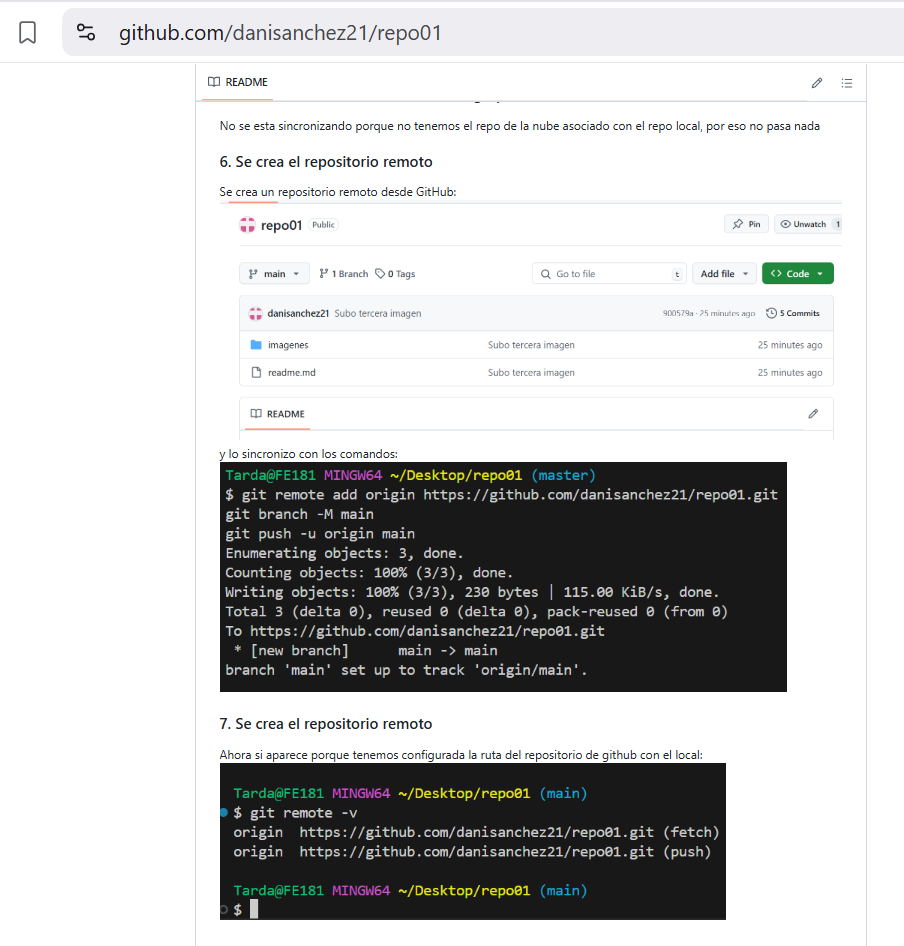 github.com/danisanchez21/repo01
README
No se esta sincronizando porque no tenemos el repo de la nube asociado con el repo local, por eso no pasa nada
6. Se crea el repositorio remoto
Se crea un repositorio remoto desde GitHub:
repo01 Public Pin Unwatch 1
main 1 Branch 0 Tags Go to file t Add file Code
danisanchez21 Subo tercera imagen 900579a · 25 minutes ago 5 Commits
imagenes Subo tercera imagen 25 minutes ago
readme.md Subo tercera imagen 25 minutes ago
README
y lo sincronizo con los comandos:
Tarda@FE181 MINGW64 ~/Desktop/repo01 (master)
$ git remote add origin https://github.com/danisanchez21/repo01.git
git branch -M main
git push -u origin main
Enumerating objects: 3, done.
Counting objects: 100% (3/3), done.
Writing objects: 100% (3/3), 230 bytes | 115.00 KiB/s, done.
Total 3 (delta 0), reused 0 (delta 0), pack-reused 0 (from 0)
To https://github.com/danisanchez21/repo01.git
 * [new branch]      main -> main
branch 'main' set up to track 'origin/main'.
7. Se crea el repositorio remoto
Ahora si aparece porque tenemos configurada la ruta del repositorio de github con el local:
Tarda@FE181 MINGW64 ~/Desktop/repo01 (main)
$ git remote -v
origin  https://github.com/danisanchez21/repo01.git (fetch)
origin  https://github.com/danisanchez21/repo01.git (push)
Tarda@FE181 MINGW64 ~/Desktop/repo01 (main)
$